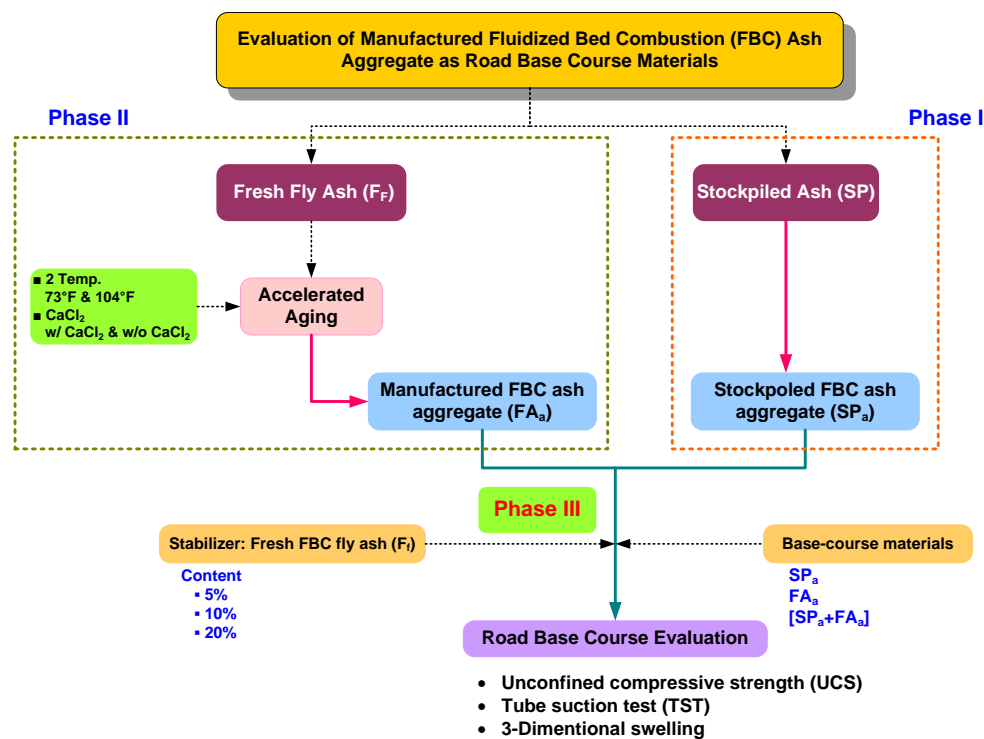 Evaluation of Manufactured Fluidized Bed Combustion (FBC) Ash
Aggregate as Road Base Course Materials
Phase II
Phase I
Fresh Fly Ash (F_F)
Stockpiled Ash (SP)
■ 2 Temp.
73°F & 104°F
■ CaCl₂
w/ CaCl₂ & w/o CaCl₂
Accelerated
Aging
Manufactured FBC ash
aggregate (FAₐ)
Stockpoled FBC ash
aggregate (SPₐ)
Phase III
Stabilizer: Fresh FBC fly ash (F_f)
Base-course materials
Content
▪ 5%
▪ 10%
▪ 20%
SPₐ
FAₐ
[SPₐ+FAₐ]
Road Base Course Evaluation
• Unconfined compressive strength (UCS)
• Tube suction test (TST)
• 3-Dimentional swelling